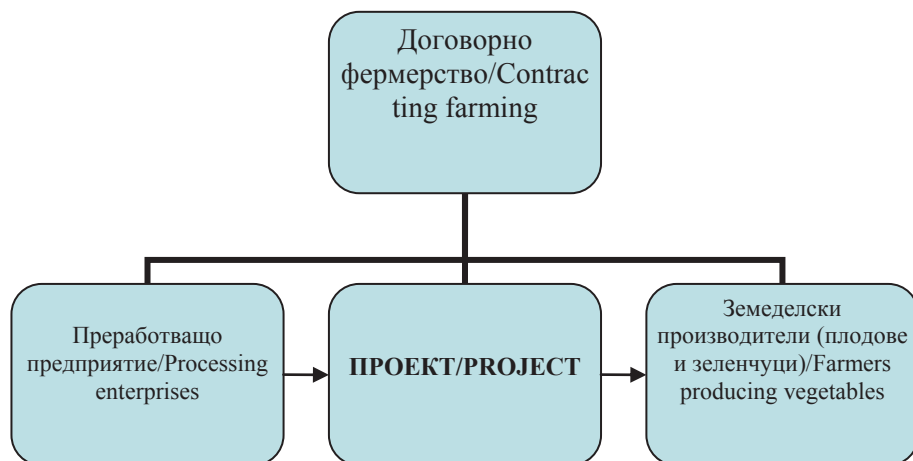 Договорно
фермерство/Contrac
ting farming
Преработващо
предприятие/Processing
enterprises
ПРОЕКТ/PROJECT
Земеделски
производители (плодове
и зеленчуци)/Farmers
producing vegetables